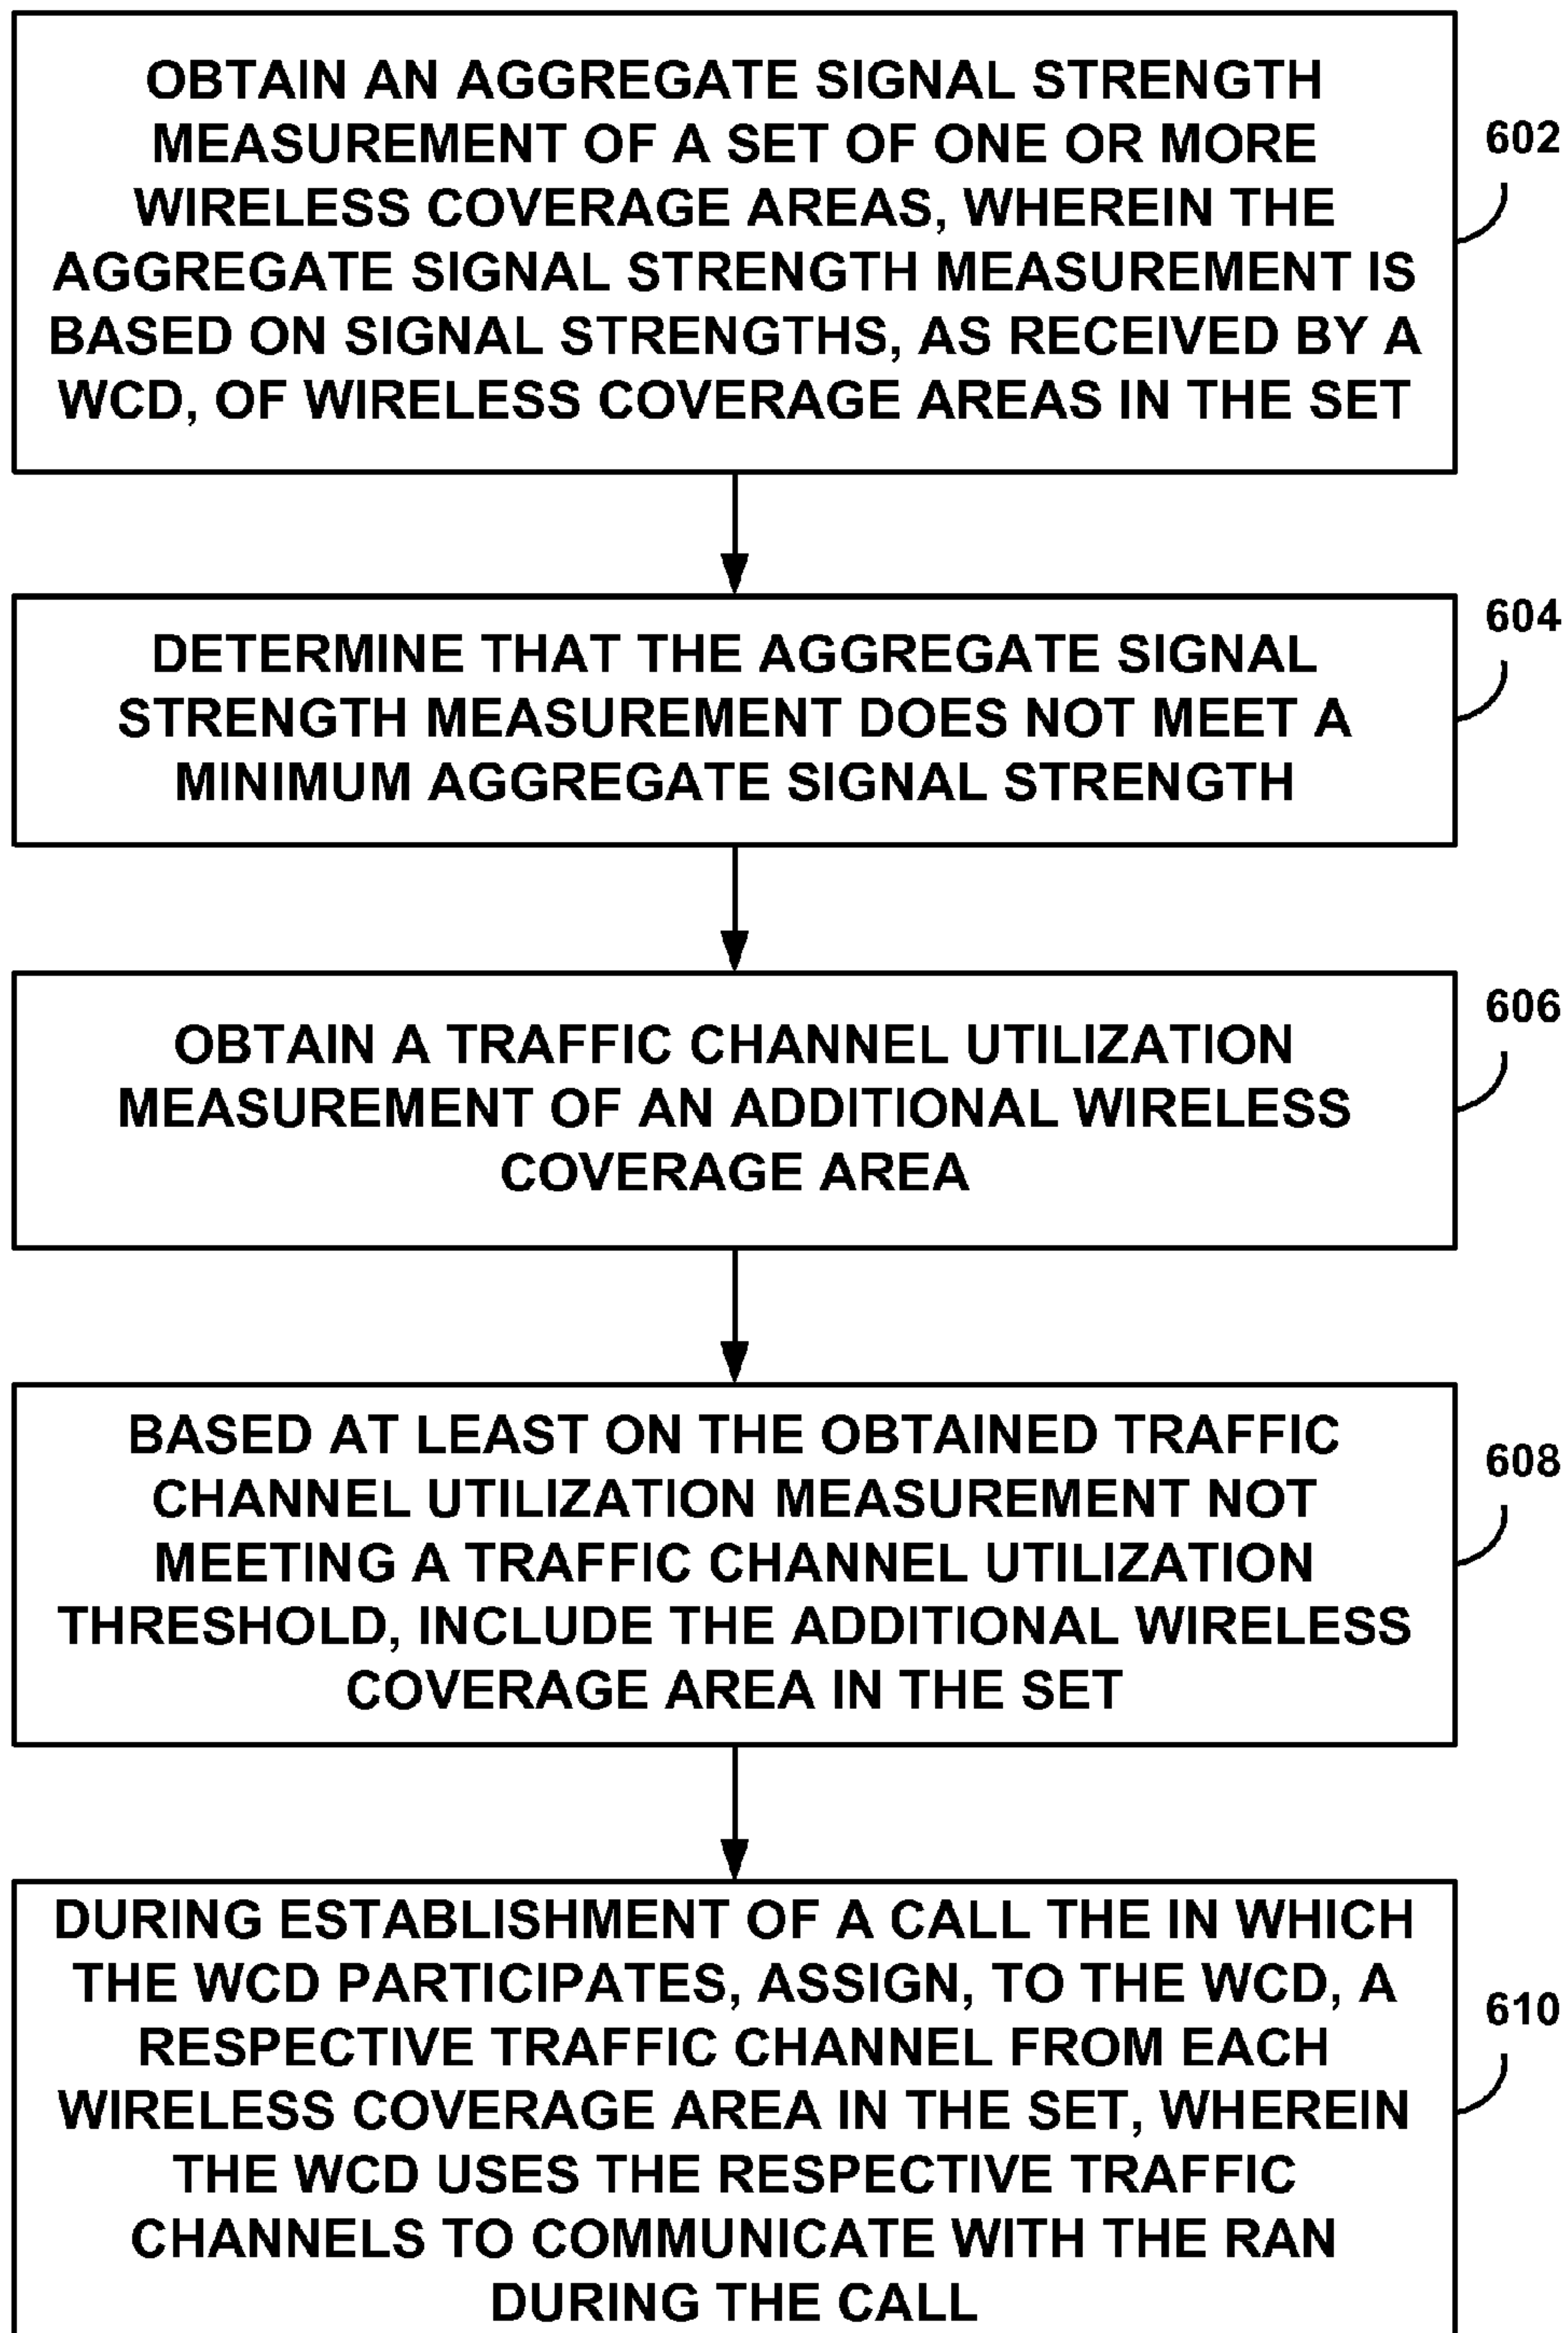 OBTAIN AN AGGREGATE SIGNAL STRENGTH
MEASUREMENT OF A SET OF ONE OR MORE
WIRELESS COVERAGE AREAS, WHEREIN THE
AGGREGATE SIGNAL STRENGTH MEASUREMENT IS
BASED ON SIGNAL STRENGTHS, AS RECEIVED BY A
WCD, OF WIRELESS COVERAGE AREAS IN THE SET
602
DETERMINE THAT THE AGGREGATE SIGNAL
STRENGTH MEASUREMENT DOES NOT MEET A
MINIMUM AGGREGATE SIGNAL STRENGTH
604
OBTAIN A TRAFFIC CHANNEL UTILIZATION
MEASUREMENT OF AN ADDITIONAL WIRELESS
COVERAGE AREA
606
BASED AT LEAST ON THE OBTAINED TRAFFIC
CHANNEL UTILIZATION MEASUREMENT NOT
MEETING A TRAFFIC CHANNEL UTILIZATION
THRESHOLD, INCLUDE THE ADDITIONAL WIRELESS
COVERAGE AREA IN THE SET
608
DURING ESTABLISHMENT OF A CALL THE IN WHICH
THE WCD PARTICIPATES, ASSIGN, TO THE WCD, A
RESPECTIVE TRAFFIC CHANNEL FROM EACH
WIRELESS COVERAGE AREA IN THE SET, WHEREIN
THE WCD USES THE RESPECTIVE TRAFFIC
CHANNELS TO COMMUNICATE WITH THE RAN
DURING THE CALL
610